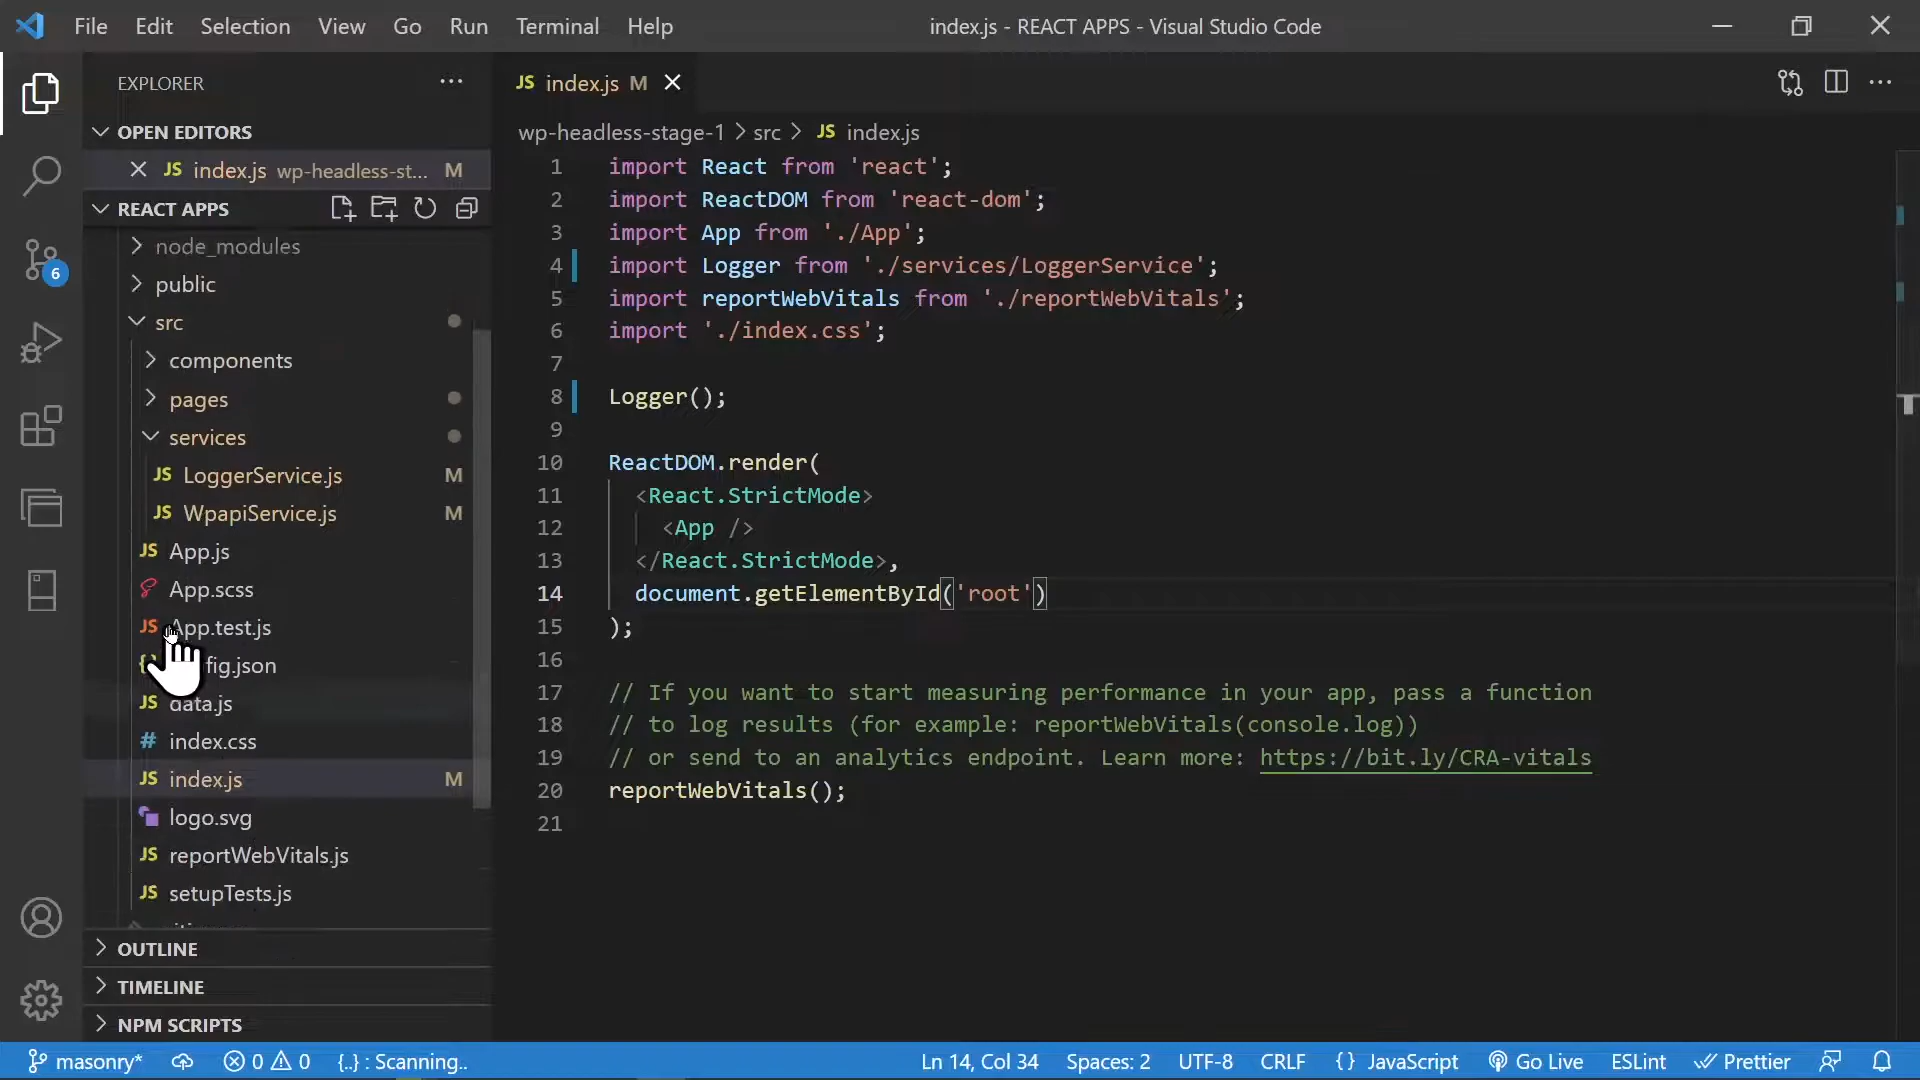 File Edit Selection View Go Run Terminal Help
index.js - REACT APPS - Visual Studio Code
EXPLORER
OPEN EDITORS
JS index.js wp-headless-st... M
REACT APPS
node_modules
public
src
components
pages
services
JS LoggerService.js M
JS WpapiService.js M
JS App.js
App.scss
JS App.test.js
fig.json
JS data.js
# index.css
JS index.js M
logo.svg
JS reportWebVitals.js
JS setupTests.js
OUTLINE
TIMELINE
NPM SCRIPTS
6
JS index.js M
wp-headless-stage-1 > src > JS index.js
1 import React from 'react';
2 import ReactDOM from 'react-dom';
3 import App from './App';
4 import Logger from './services/LoggerService';
5 import reportWebVitals from './reportWebVitals';
6 import './index.css';
7
8 Logger();
9
10 ReactDOM.render(
11 <React.StrictMode>
12 <App />
13 </React.StrictMode>,
14 document.getElementById('root')
15 );
16
17 // If you want to start measuring performance in your app, pass a function
18 // to log results (for example: reportWebVitals(console.log))
19 // or send to an analytics endpoint. Learn more: https://bit.ly/CRA-vitals
20 reportWebVitals();
21
masonry* 0 0 {..} : Scanning.. Ln 14, Col 34 Spaces: 2 UTF-8 CRLF {} JavaScript Go Live ESLint Prettier